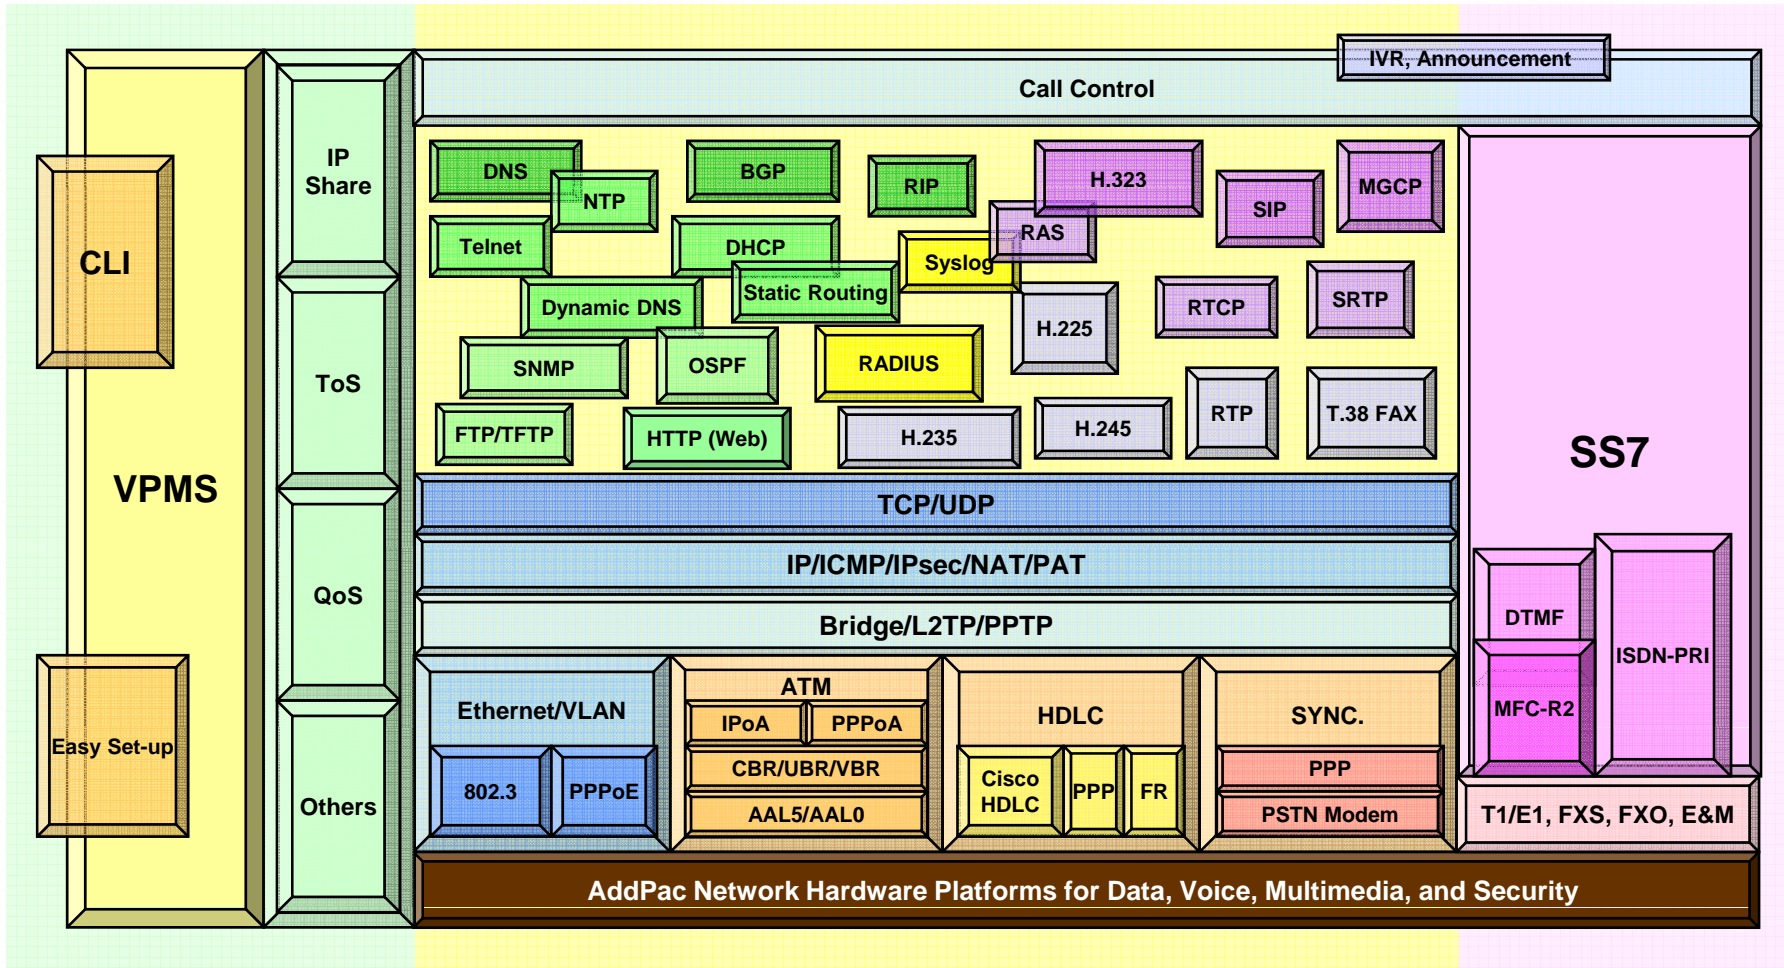 IVR, Announcement
Call Control
IP
Share
DNS
NTP
BGP
RIP
H.323
SIP
MGCP
CLI
Telnet
DHCP
Syslog
RAS
Dynamic DNS
Static Routing
H.225
RTCP
SRTP
SNMP
OSPF
RADIUS
ToS
FTP/TFTP
HTTP (Web)
H.235
H.245
RTP
T.38 FAX
SS7
VPMS
TCP/UDP
IP/ICMP/IPsec/NAT/PAT
QoS
Bridge/L2TP/PPTP
DTMF
ISDN-PRI
MFC-R2
Ethernet/VLAN
802.3
PPPoE
ATM
IPoA
PPPoA
CBR/UBR/VBR
AAL5/AAL0
HDLC
Cisco
HDLC
PPP
FR
SYNC.
PPP
PSTN Modem
Easy Set-up
Others
T1/E1, FXS, FXO, E&M
AddPac Network Hardware Platforms for Data, Voice, Multimedia, and Security